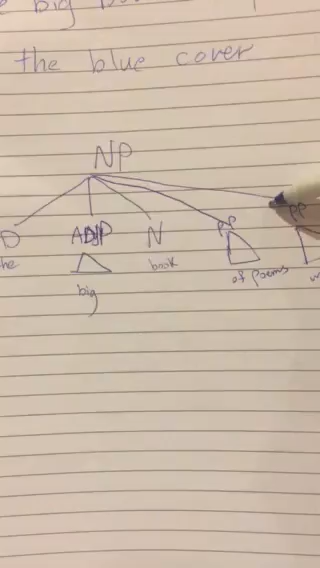 big
the blue cover
NP
D ADJP N PP PP
the book of poems
big